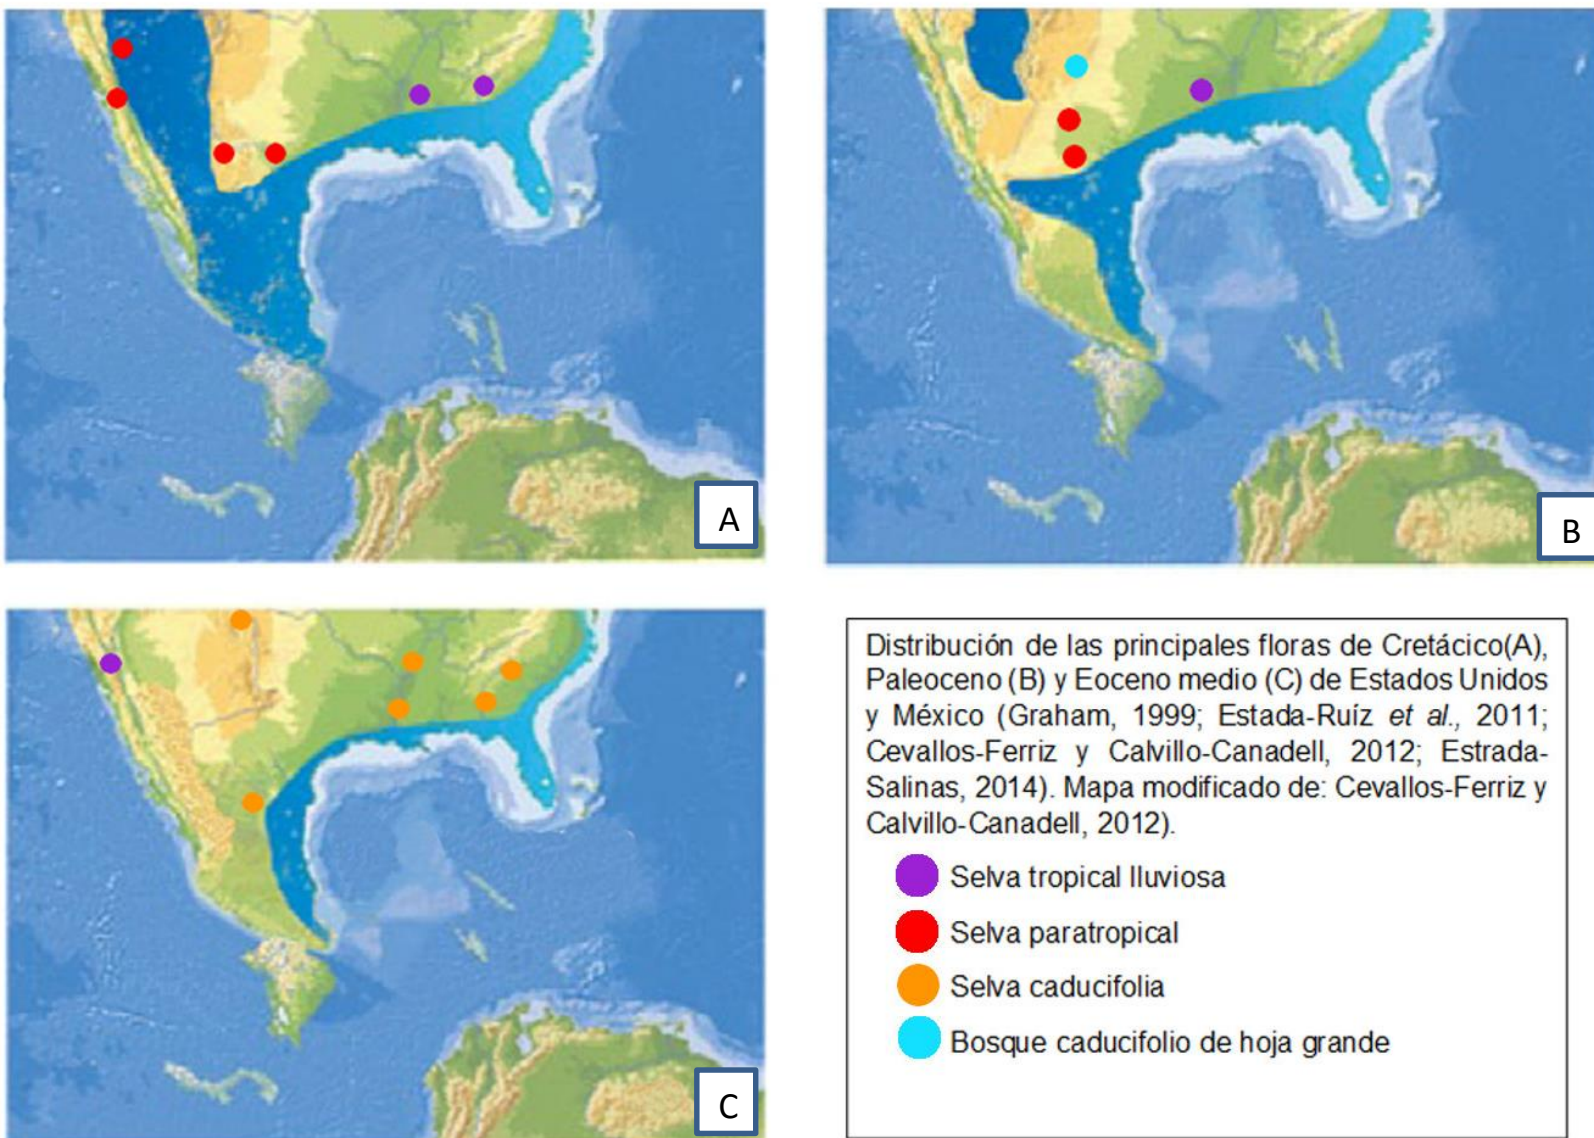 A
B
C
Distribución de las principales floras de Cretácico(A),
Paleoceno (B) y Eoceno medio (C) de Estados Unidos
y México (Graham, 1999; Estada-Ruíz et al., 2011;
Cevallos-Ferriz y Calvillo-Canadell, 2012; Estrada-
Salinas, 2014). Mapa modificado de: Cevallos-Ferriz y
Calvillo-Canadell, 2012).
Selva tropical lluviosa
Selva paratropical
Selva caducifolia
Bosque caducifolio de hoja grande